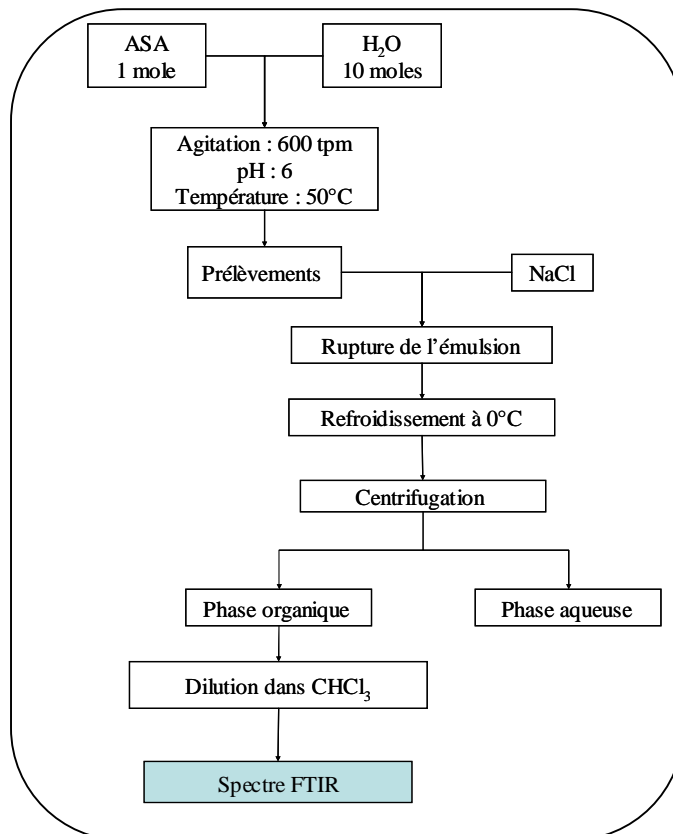 ASA
1 mole
H₂O
10 moles
Agitation : 600 tpm
pH : 6
Température : 50°C
Prélèvements
NaCl
Rupture de l'émulsion
Refroidissement à 0°C
Centrifugation
Phase organique
Phase aqueuse
Dilution dans CHCl₃
Spectre FTIR